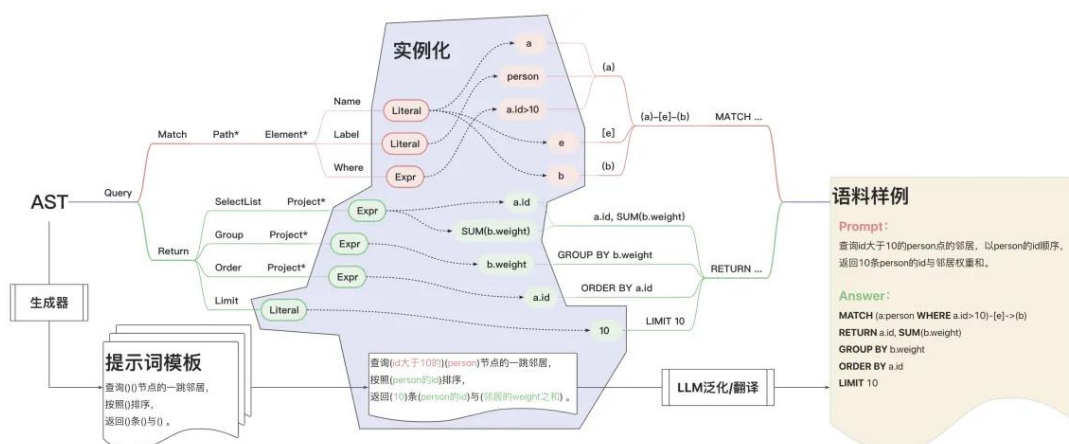 实例化
a
(a)
person
Name
Literal
a.id>10
Match
Path*
Element*
Label
Literal
e
[e]
(a)-[e]-(b)
MATCH ...
Where
Expr
b
(b)
AST
Query
SelectList
Project*
Expr
a.id
a.id, SUM(b.weight)
SUM(b.weight)
Return
Group
Project*
Expr
b.weight
GROUP BY b.weight
RETURN ...
Order
Project*
Expr
a.id
ORDER BY a.id
Limit
Literal
10
LIMIT 10
生成器
提示词模板
查询()()节点的一跳邻居，
按照()排序，
返回()条()与() 。
查询(id大于10的)(person)节点的一跳邻居，
按照(person的id)排序，
返回(10)条(person的id)与(邻居的weight之和) 。
LLM泛化/翻译
语料样例
Prompt：
查询id大于10的person点的邻居，以person的id顺序，
返回10条person的id与邻居权重和。
Answer：
MATCH (a:person WHERE a.id>10)-[e]->(b)
RETURN a.id, SUM(b.weight)
GROUP BY b.weight
ORDER BY a.id
LIMIT 10